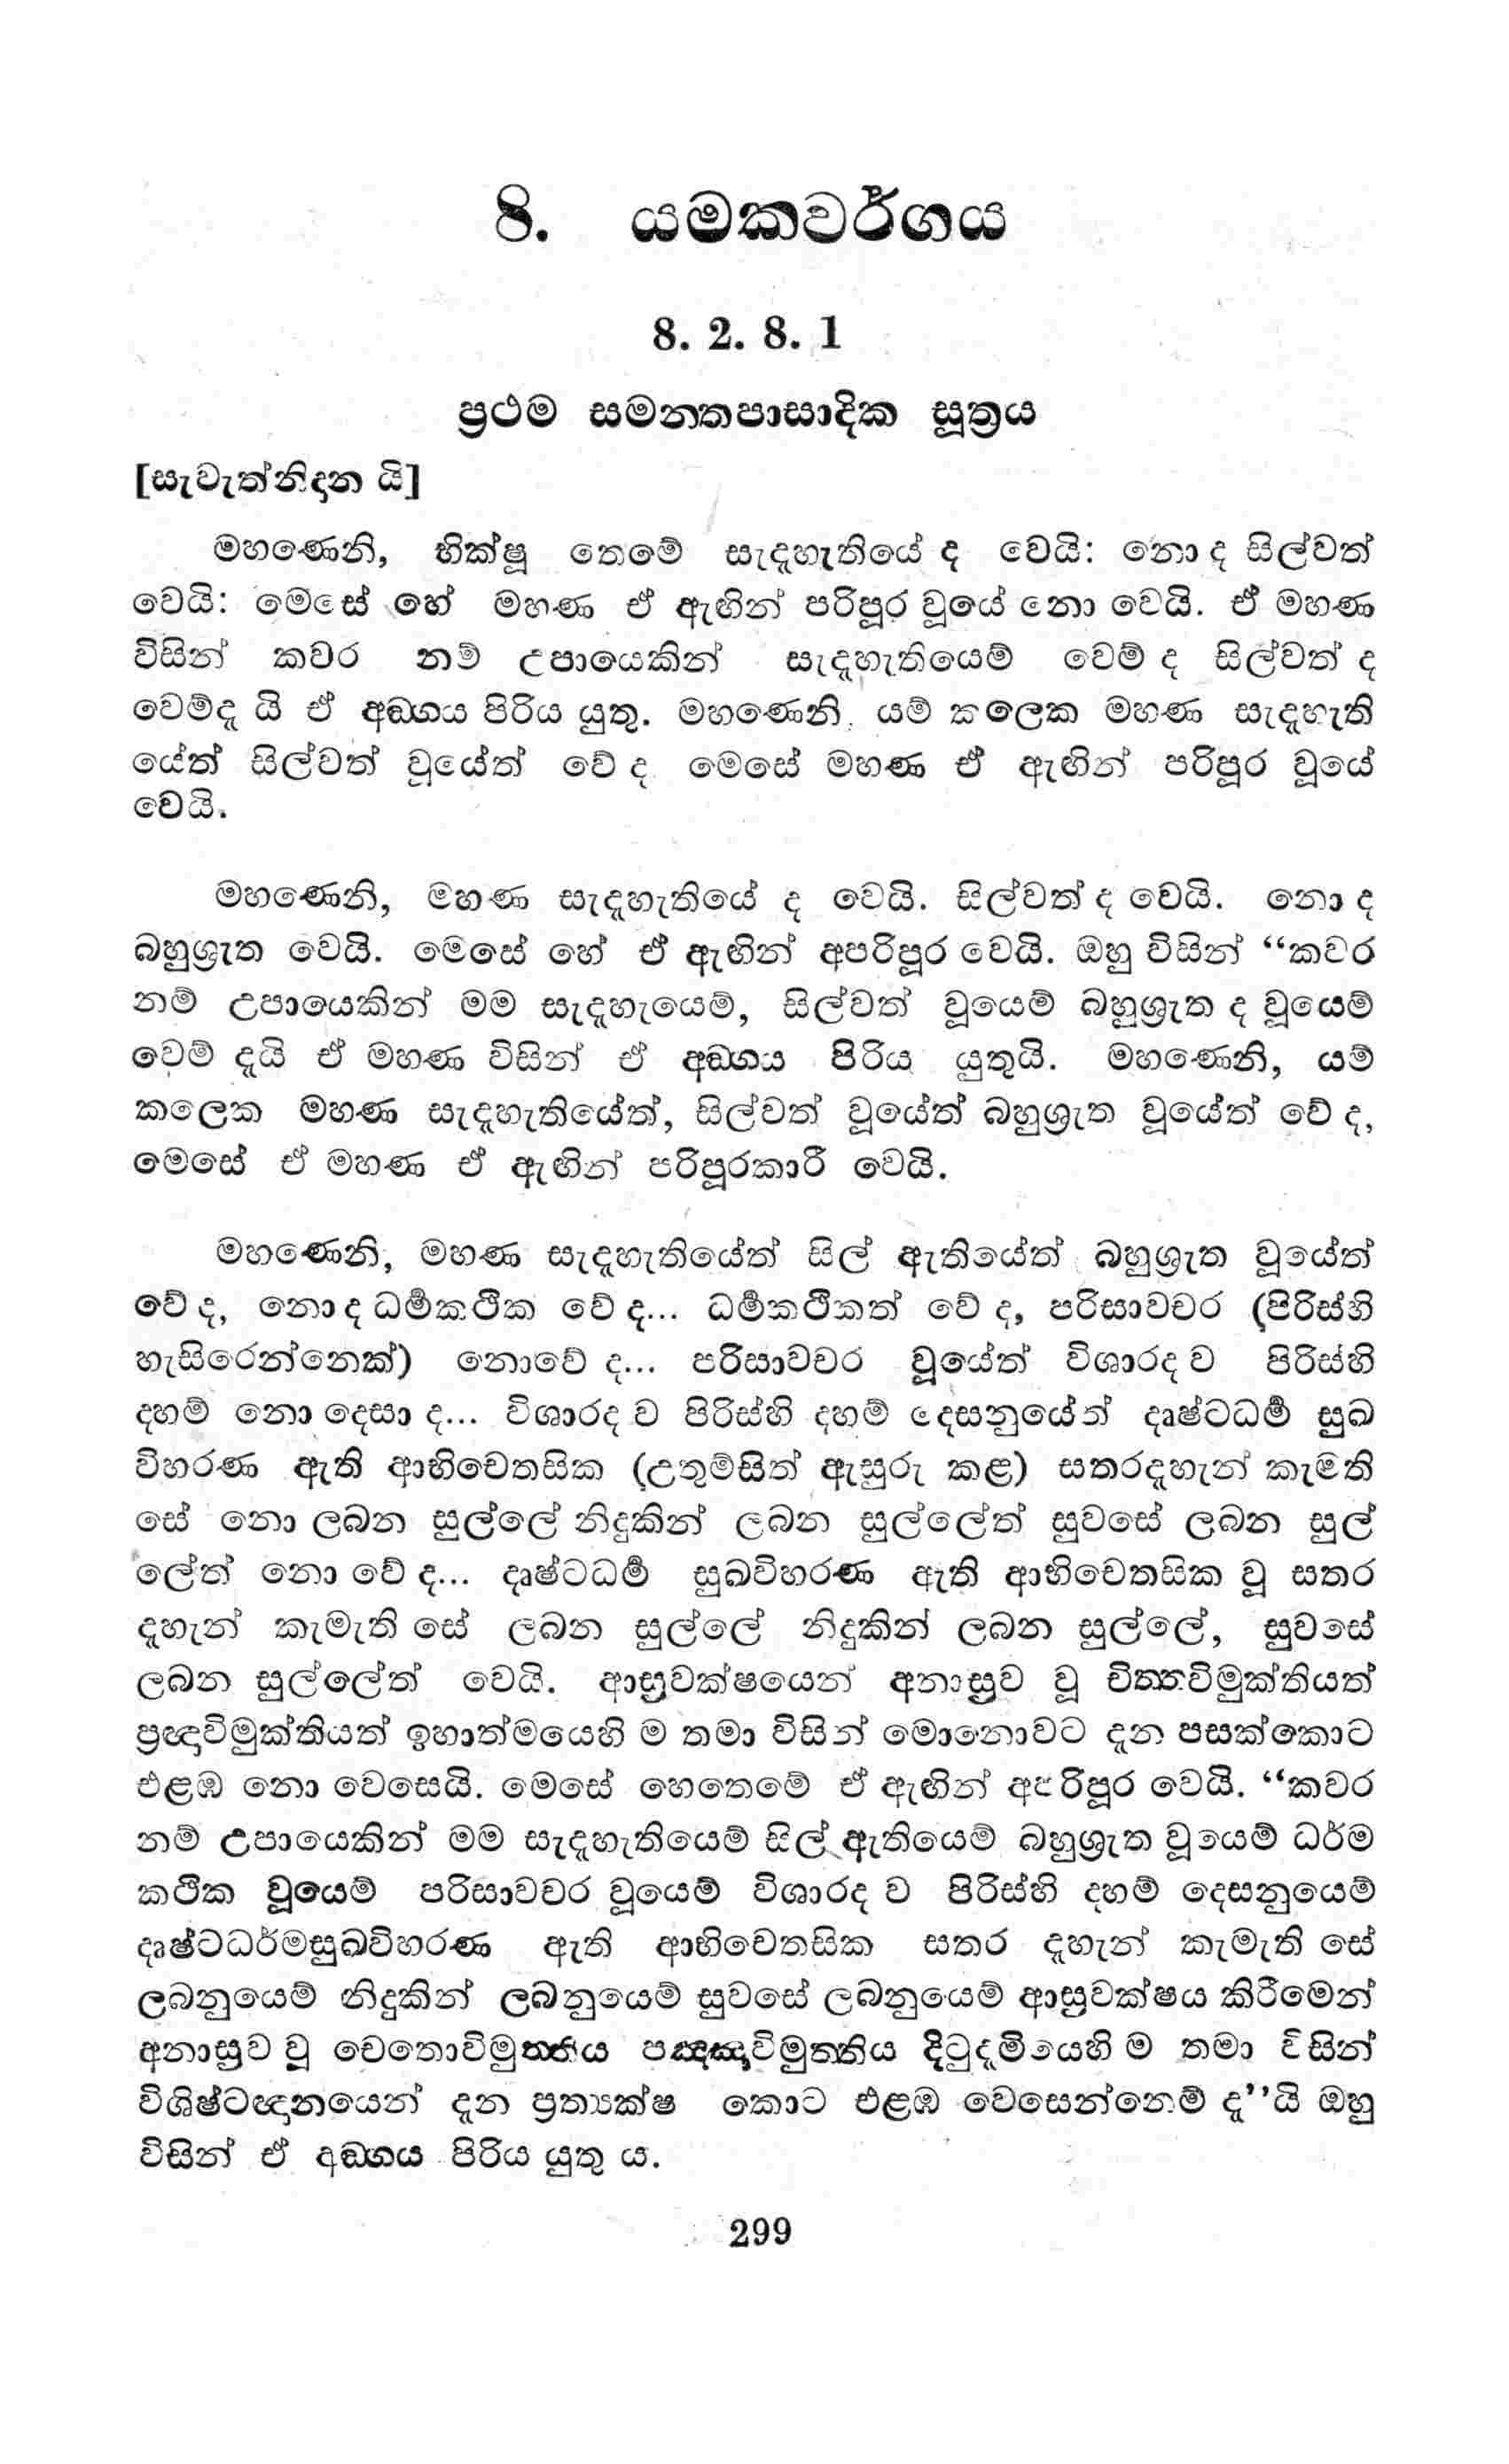 8. යමකවර්ගය
8. 2. 8. 1
ප්‍රථම සමන්තපාසාදික සූත්‍රය
[සැවැත්නිදාන යි]
මහණෙනි, භික්ෂූ තෙමේ සැදැහැතියේ ද වෙයි: නො ද සිල්වත්
වෙයි: මෙසේ හේ මහණ ඒ ඇඟින් පරිපූර වූයේ නො වෙයි. ඒ මහණ
විසින් කවර නම් උපායෙකින් සැදැහැතියෙම් වෙම් ද සිල්වත් ද
වෙම්දැ යි ඒ අඞ්ගය පිරිය යුතු. මහණෙනි, යම් කලෙක මහණ සැදැහැති
යේත් සිල්වත් වූයේත් වේ ද මෙසේ මහණ ඒ ඇඟින් පරිපූර වූයේ
වෙයි.
මහණෙනි, මහණ සැදැහැතියේ ද වෙයි. සිල්වත් ද වෙයි. නො ද
බහුශ්‍රැත වෙයි. මෙසේ හේ ඒ ඇඟින් අපරිපූර වෙයි. ඔහු විසින් “කවර
නම් උපායෙකින් මම සැදැහැයෙම්, සිල්වත් වූයෙම් බහුශ්‍රැත ද වූයෙම්
වෙම් දැයි ඒ මහණ විසින් ඒ අඞ්ගය පිරිය යුතුයි. මහණෙනි, යම්
කලෙක මහණ සැදැහැතියේත්, සිල්වත් වූයේත් බහුශ්‍රැත වූයේත් වේ ද,
මෙසේ ඒ මහණ ඒ ඇඟින් පරිපූරකාරී වෙයි.
මහණෙනි, මහණ සැදැහැතියේත් සිල් ඇතියේත් බහුශ්‍රැත වූයේත්
වේ ද, නො ද ධර්‍මකථික වේ ද... ධර්‍මකථිකත් වේ ද, පරිසාවචර (පිරිස්හි
හැසිරෙන්නෙක්) නොවේ ද... පරිසාවචර වූයේත් විශාරද ව පිරිස්හි
දහම් නො දෙසා ද... විශාරද ව පිරිස්හි දහම් දෙසනුයේත් දෘෂ්ටධර්‍ම සුඛ
විහරණ ඇති ආභිචෙතසික (උතුම්සිත් ඇසුරු කළ) සතරදැහැන් කැමති
සේ නො ලබන සුල්ලේ නිදුකින් ලබන සුල්ලේත් සුවසේ ලබන සුල්
ලේත් නො වේ ද... දෘෂ්ටධර්‍ම සුඛවිහරණ ඇති ආභිචෙතසික වූ සතර
දැහැන් කැමැති සේ ලබන සුල්ලේ නිදුකින් ලබන සුල්ලේ, සුවසේ
ලබන සුල්ලේත් වෙයි. ආස්‍රවක්ෂයෙන් අනාස්‍රව වූ චිත්තවිමුක්තියත්
ප්‍රඥාවිමුක්තියත් ඉහාත්මයෙහි ම තමා විසින් මොනොවට දැන පසක්කොට
එළඹ නො වෙසෙයි. මෙසේ හෙතෙමේ ඒ ඇඟින් අපරිපූර වෙයි. “කවර
නම් උපායෙකින් මම සැදැහැතියෙම් සිල් ඇතියෙම් බහුශ්‍රැත වූයෙම් ධර්ම
කථික වූයෙම් පරිසාවචර වූයෙම් විශාරද ව පිරිස්හි දහම් දෙසනුයෙම්
දෘෂ්ටධර්මසුඛවිහරණ ඇති ආභිචෙතසික සතර දැහැන් කැමැති සේ
ලබනුයෙම් නිදුකින් ලබනුයෙම් සුවසේ ලබනුයෙම් ආස්‍රවක්ෂය කිරීමෙන්
අනාස්‍රව වූ චෙතොවිමුත්තිය පඤ්ඤාවිමුත්තිය දිටුදැමියෙහි ම තමා විසින්
විශිෂ්ටඥානයෙන් දැන ප්‍රත්‍යක්ෂ කොට එළඹ වෙසෙන්නෙම් දැ’’යි ඔහු
විසින් ඒ අඞ්ගය පිරිය යුතු ය.
299